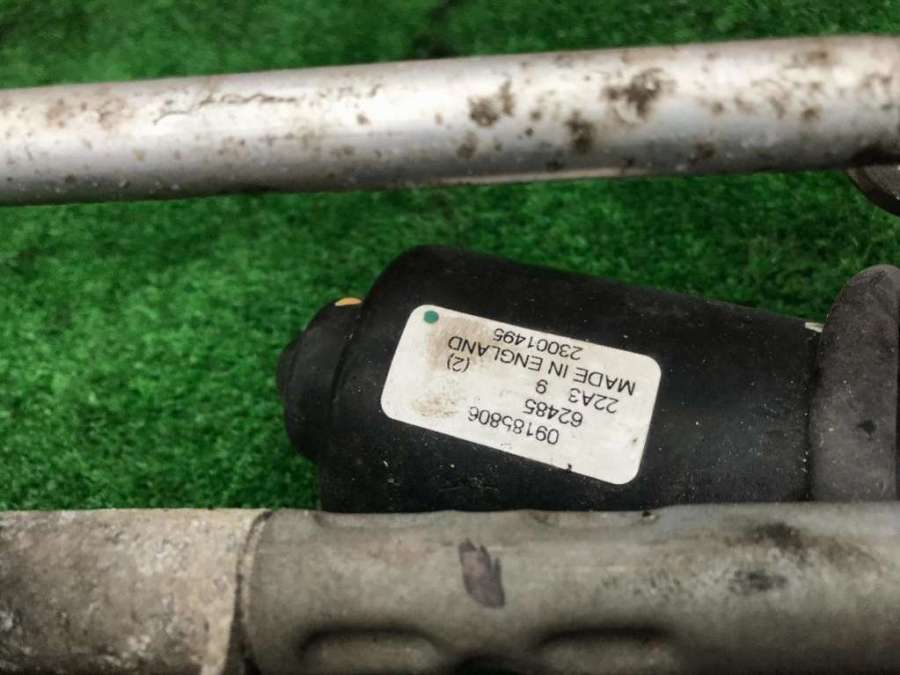 09185806
62485
22A3 9
MADE IN ENGLAND
(2)
23001495